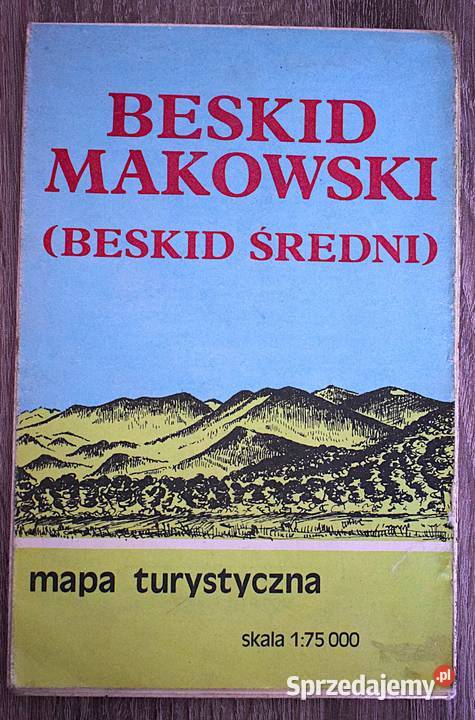 BESKID
MAKOWSKI
(BESKID ŚREDNI)
mapa turystyczna
skala 1:75 000
Sprzedajemy.pl